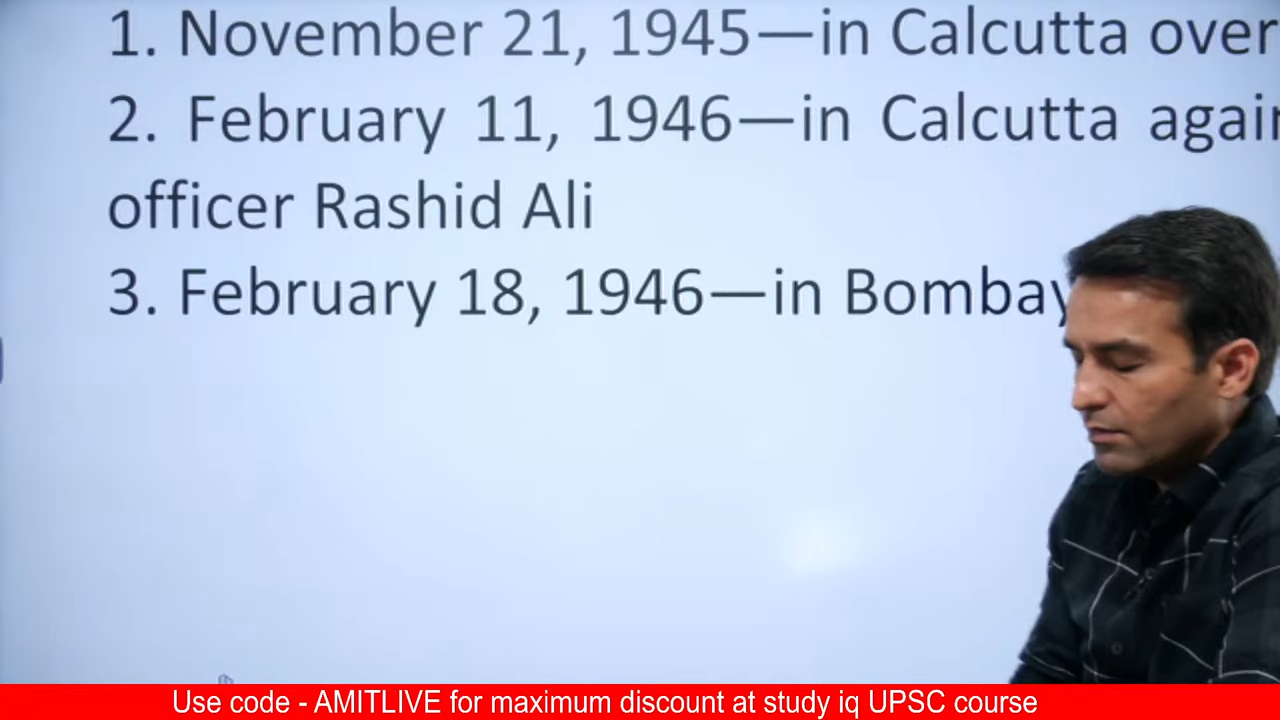 1. November 21, 1945—in Calcutta over
2. February 11, 1946—in Calcutta
officer Rashid Ali
3. February 18, 1946—in Bombay
Use code - AMITLIVE for maximum discount at study iq UPSC course